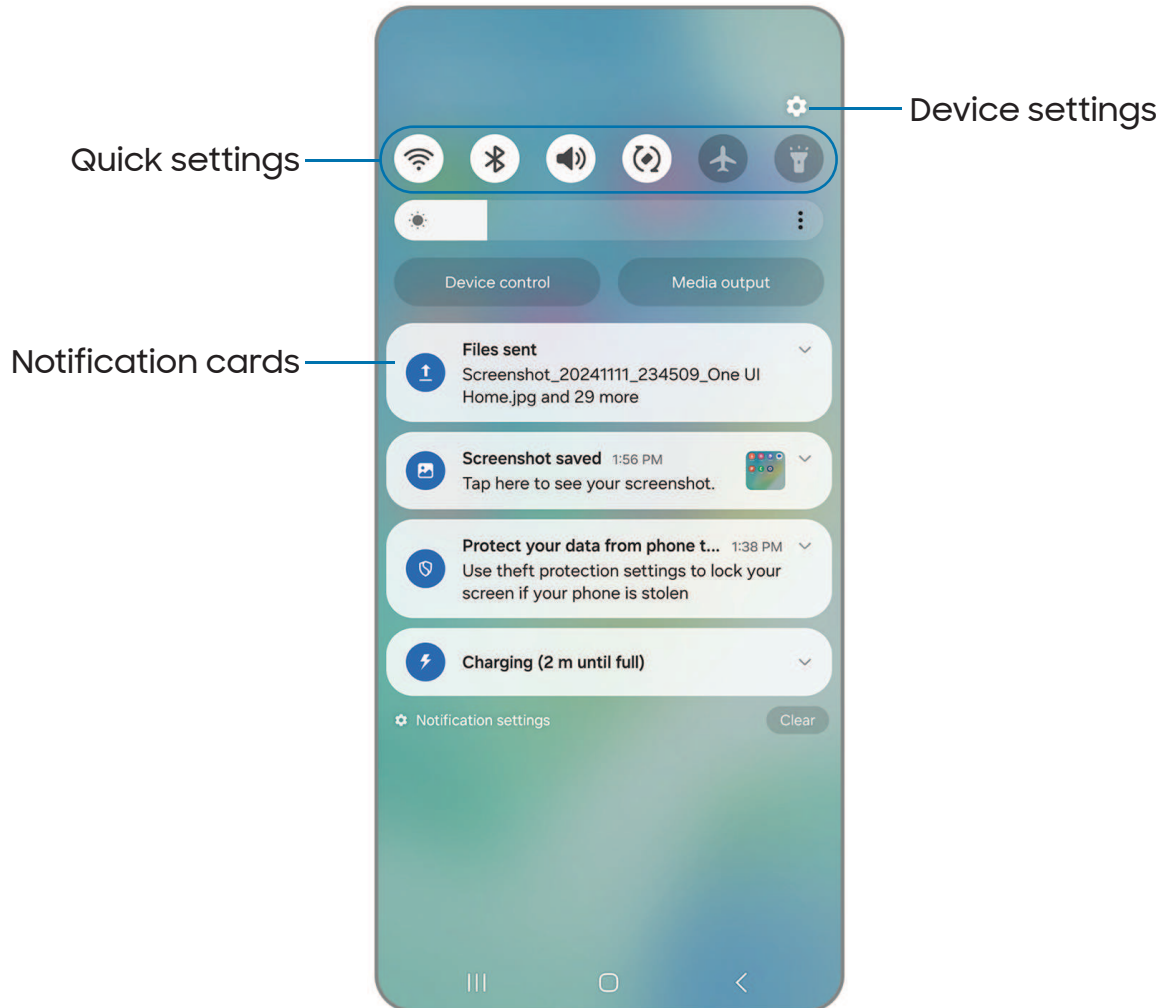 Device settings
Quick settings
Device control
Media output
Notification cards
Files sent
Screenshot_20241111_234509_One UI
Home.jpg and 29 more
Screenshot saved 1:56 PM
Tap here to see your screenshot.
Protect your data from phone t... 1:38 PM
Use theft protection settings to lock your
screen if your phone is stolen
Charging (2 m until full)
Notification settings
Clear